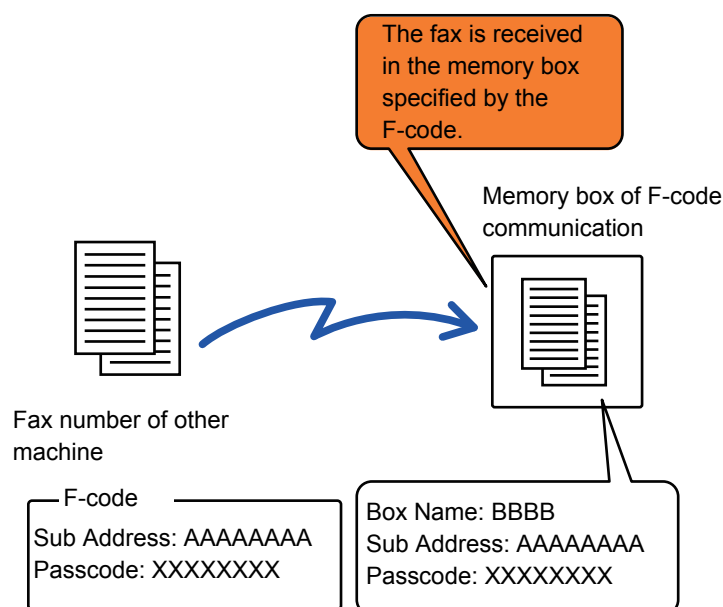 The fax is received
in the memory box
specified by the
F-code.
Memory box of F-code
communication
Fax number of other
machine
F-code
Sub Address: AAAAAAAA
Passcode: XXXXXXXX
Box Name: BBBB
Sub Address: AAAAAAAA
Passcode: XXXXXXXX